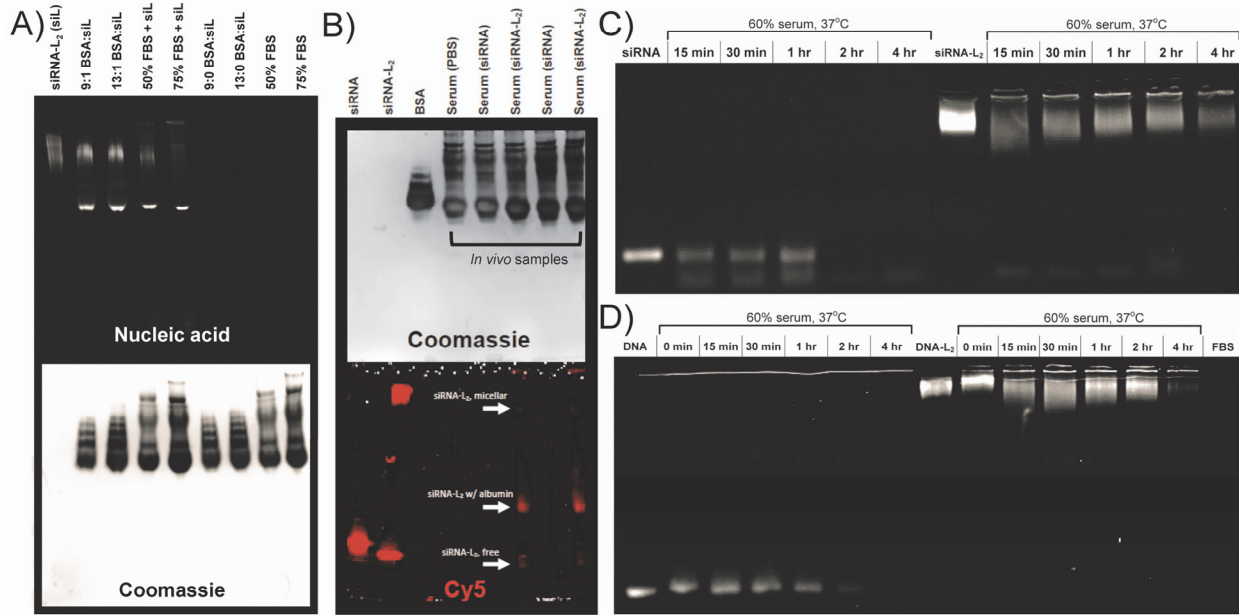 A)
siRNA-L₂ (siL)
9:1 BSA:siL
13:1 BSA:siL
50% FBS + siL
75% FBS + siL
9:0 BSA:siL
13:0 BSA:siL
50% FBS
75% FBS
Nucleic acid
Coomassie
B)
siRNA
siRNA-L₂
BSA
Serum (PBS)
Serum (siRNA)
Serum (siRNA-L₂)
Serum (siRNA)
Serum (siRNA-L₂)
In vivo samples
Coomassie
siRNA-L₂, micellar
siRNA-L₂ w/ albumin
siRNA-L₂, free
Cy5
C)
60% serum, 37°C 60% serum, 37°C
siRNA 15 min 30 min 1 hr 2 hr 4 hr siRNA-L₂ 15 min 30 min 1 hr 2 hr 4 hr
D)
60% serum, 37°C 60% serum, 37°C
DNA 0 min 15 min 30 min 1 hr 2 hr 4 hr DNA-L₂ 0 min 15 min 30 min 1 hr 2 hr 4 hr FBS